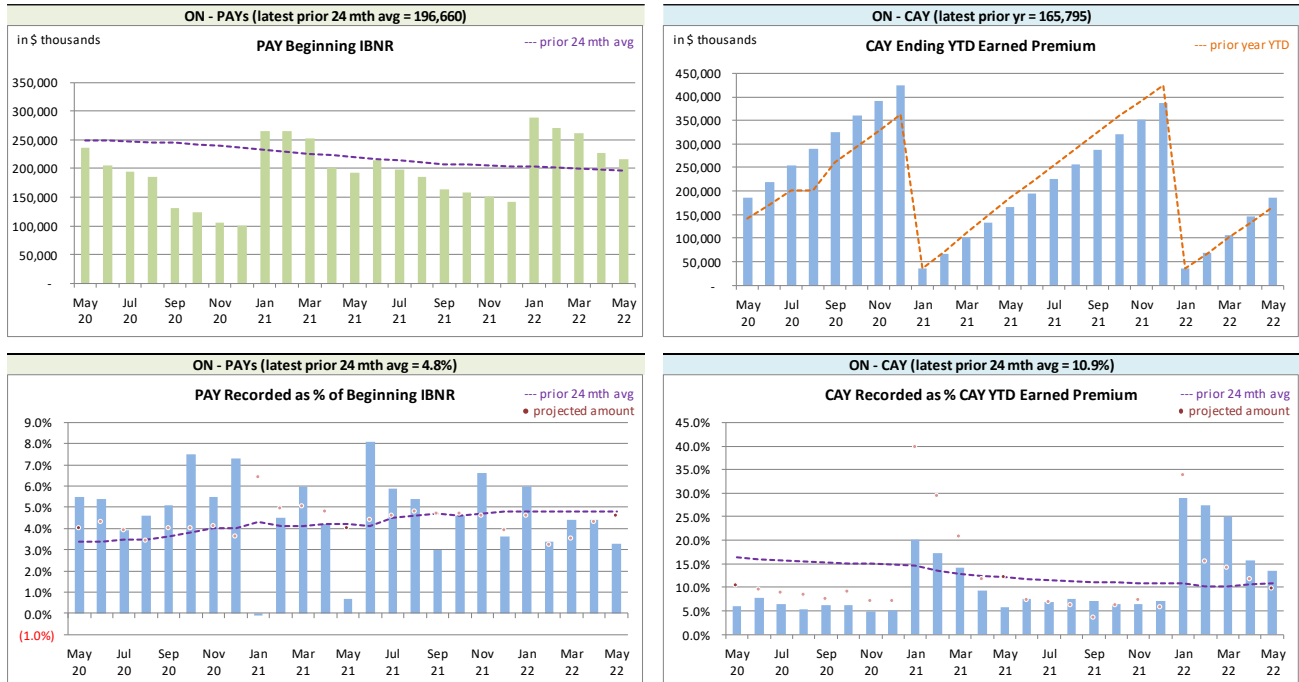 ON - PAYs (latest prior 24 mth avg = 196,660)
in $ thousands
PAY Beginning IBNR
--- prior 24 mth avg
350,000
300,000
250,000
200,000
150,000
100,000
50,000
-
May Jul Sep Nov Jan Mar May Jul Sep Nov Jan Mar May
20 20 20 20 21 21 21 21 21 21 22 22 22
ON - CAY (latest prior yr = 165,795)
in $ thousands
CAY Ending YTD Earned Premium
--- prior year YTD
450,000
400,000
350,000
300,000
250,000
200,000
150,000
100,000
50,000
-
May Jul Sep Nov Jan Mar May Jul Sep Nov Jan Mar May
20 20 20 20 21 21 21 21 21 21 22 22 22
ON - PAYs (latest prior 24 mth avg = 4.8%)
PAY Recorded as % of Beginning IBNR
--- prior 24 mth avg
• projected amount
9.0%
8.0%
7.0%
6.0%
5.0%
4.0%
3.0%
2.0%
1.0%
0.0%
(1.0%)
May Jul Sep Nov Jan Mar May Jul Sep Nov Jan Mar May
20 20 20 20 21 21 21 21 21 21 22 22 22
ON - CAY (latest prior 24 mth avg = 10.9%)
CAY Recorded as % CAY YTD Earned Premium
--- prior 24 mth avg
• projected amount
45.0%
40.0%
35.0%
30.0%
25.0%
20.0%
15.0%
10.0%
5.0%
0.0%
May Jul Sep Nov Jan Mar May Jul Sep Nov Jan Mar May
20 20 20 20 21 21 21 21 21 21 22 22 22